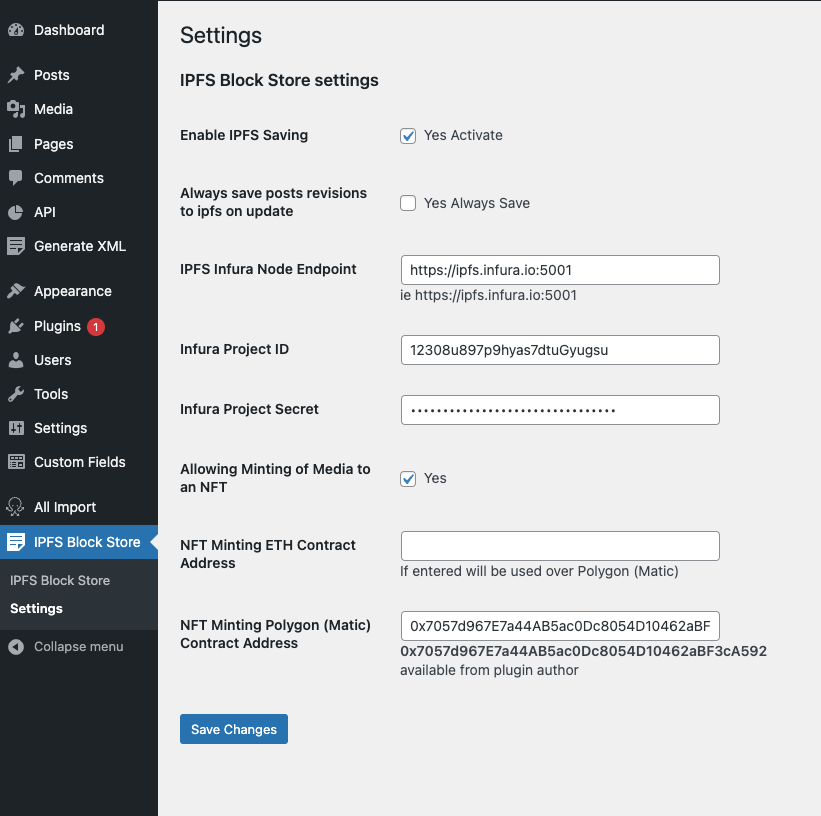 Dashboard
Posts
Media
Pages
Comments
API
Generate XML
Appearance
Plugins 1
Users
Tools
Settings
Custom Fields
All Import
IPFS Block Store
IPFS Block Store
Settings
Collapse menu
Settings
IPFS Block Store settings
Enable IPFS Saving
Yes Activate
Always save posts revisions
to ipfs on update
Yes Always Save
IPFS Infura Node Endpoint
https://ipfs.infura.io:5001
ie https://ipfs.infura.io:5001
Infura Project ID
12308u897p9hyas7dtuGyugsu
Infura Project Secret
Allowing Minting of Media to
an NFT
Yes
NFT Minting ETH Contract
Address
If entered will be used over Polygon (Matic)
NFT Minting Polygon (Matic)
Contract Address
0x7057d967E7a44AB5ac0Dc8054D10462aBF
0x7057d967E7a44AB5ac0Dc8054D10462aBF3cA592
available from plugin author
Save Changes